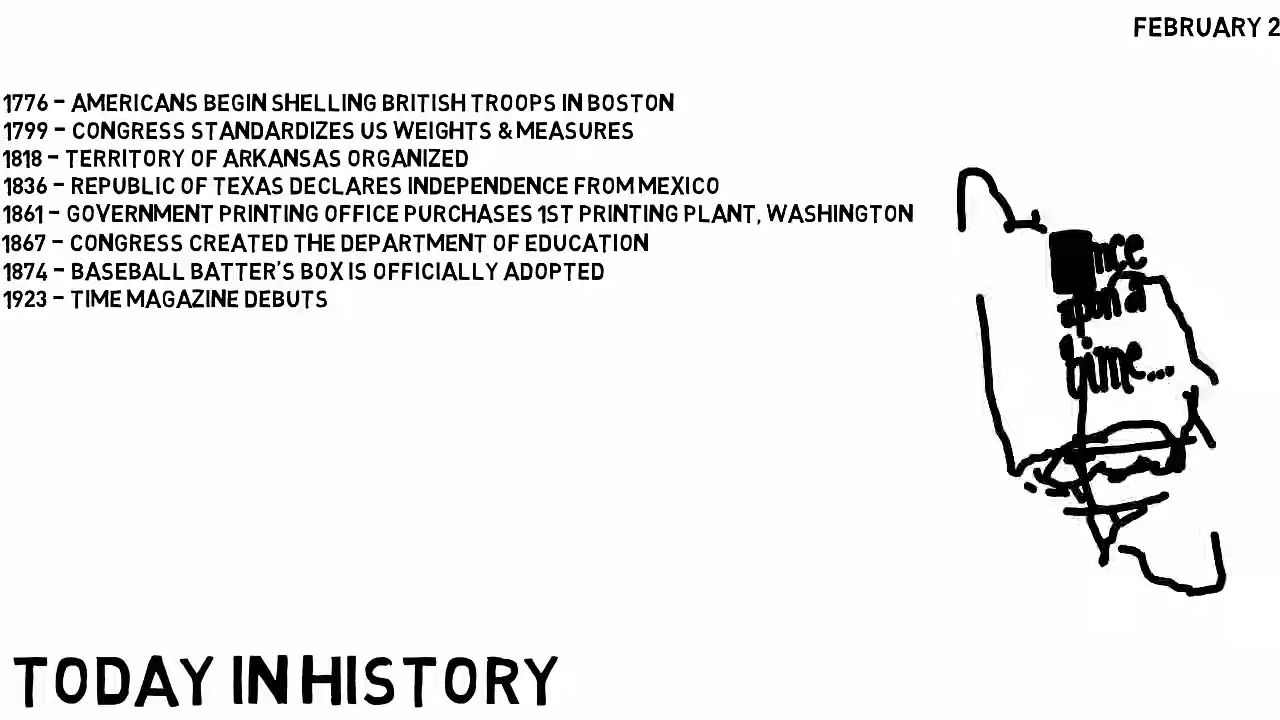 FEBRUARY 2
1776 - AMERICANS BEGIN SHELLING BRITISH TROOPS IN BOSTON
1799 - CONGRESS STANDARDIZES US WEIGHTS & MEASURES
1818 - TERRITORY OF ARKANSAS ORGANIZED
1836 - REPUBLIC OF TEXAS DECLARES INDEPENDENCE FROM MEXICO
1861 - GOVERNMENT PRINTING OFFICE PURCHASES 1ST PRINTING PLANT, WASHINGTON
1867 - CONGRESS CREATED THE DEPARTMENT OF EDUCATION
1874 - BASEBALL BATTER'S BOX IS OFFICIALLY ADOPTED
1923 - TIME MAGAZINE DEBUTS
upon a
time...
TODAY IN HISTORY